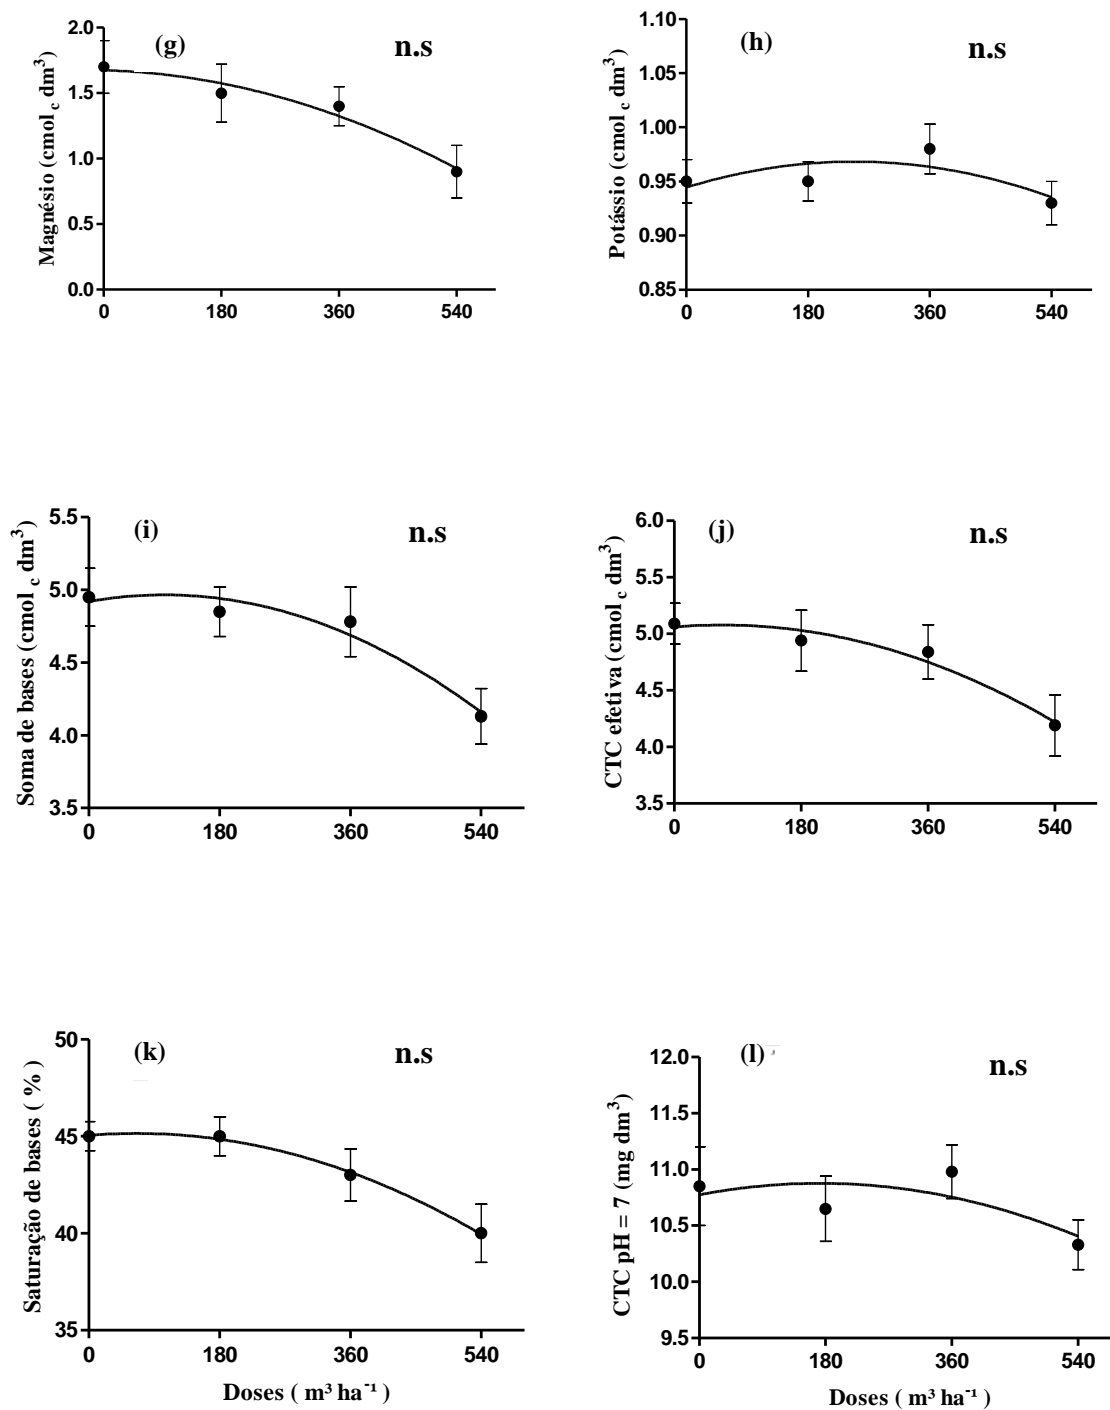 (g)
n.s
Magnésio (cmol c dm³)
2.0
1.5
1.0
0.5
0.0
0 180 360 540
(h)
n.s
Potássio (cmol c dm³)
1.10
1.05
1.00
0.95
0.90
0.85
0 180 360 540
(i)
n.s
Soma de bases (cmol c dm³)
5.5
5.0
4.5
4.0
3.5
0 180 360 540
(j)
n.s
CTC efetiva (cmol c dm³)
6.0
5.5
5.0
4.5
4.0
3.5
0 180 360 540
(k)
n.s
Saturação de bases ( % )
50
45
40
35
0 180 360 540
Doses ( m³ ha⁻¹ )
(l)
n.s
CTC pH = 7 (mg dm³)
12.0
11.5
11.0
10.5
10.0
9.5
0 180 360 540
Doses ( m³ ha⁻¹ )